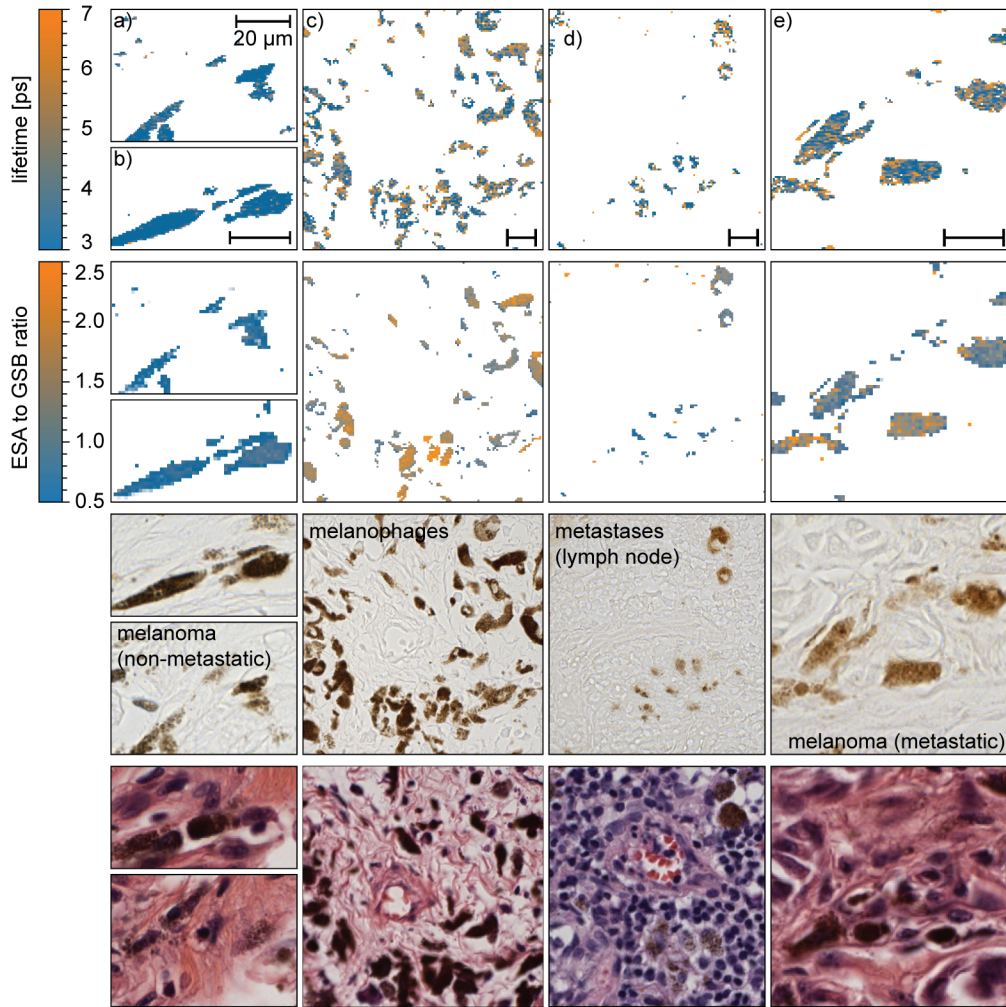 a)
20 µm
b)
c)
d)
e)
lifetime [ps]
7
6
5
4
3
ESA to GSB ratio
2.5
2.0
1.5
1.0
0.5
melanoma
(non-metastatic)
melanophages
metastases
(lymph node)
melanoma (metastatic)